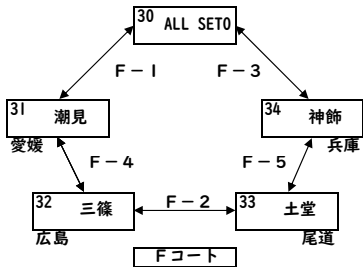 30 ALL SETO
F－1
F－3
31 潮見
愛媛
34 神飾
兵庫
F－4
F－5
32 三篠
広島
F－2
33 土堂
尾道
Fコート